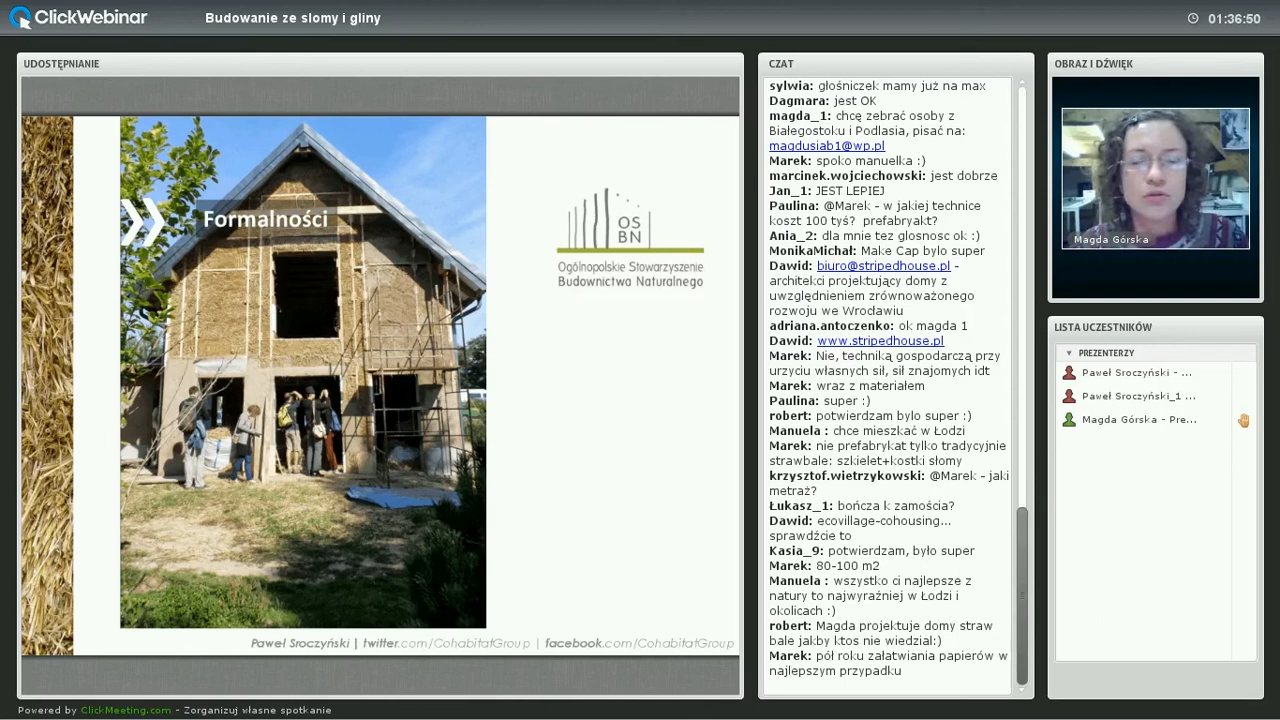 ClickWebinar
Budowanie ze slomy i gliny
01:36:50
UDOSTĘPNIANIE
Formalności
OS
BN
Ogólnopolskie Stowarzyszenie
Budownictwa Naturalnego
Paweł Sroczyński | twitter.com/CohabitatGroup | facebook.com/CohabitatGroup
CZAT
sylwia: głośniczek mamy już na max
Dagmara: jest OK
magda_1: chcę zebrać osoby z
Białegostoku i Podlasia, pisać na:
magdusiab1@wp.pl
Marek: spoko manuelka :)
marcinek.wojciechowski: jest dobrze
Jan_1: JEST LEPIEJ
Paulina: @Marek - w jakiej technice
koszt 100 tyś? prefabryakt?
Ania_2: dla mnie tez glosnosc ok :)
MonikaMichał: Make Cap bylo super
Dawid: biuro@stripedhouse.pl -
architekci projektujący domy z
uwzględnieniem zrównoważonego
rozwoju we Wrocławiu
adriana.antoczenko: ok magda 1
Dawid: www.stripedhouse.pl
Marek: Nie, techniką gospodarczą przy
urzyciu własnych sił, sił znajomych idt
Marek: wraz z materiałem
Paulina: super :)
robert: potwierdzam bylo super :)
Manuela : chce mieszkać w Łodzi
Marek: nie prefabrykat tylko tradycyjnie
strawbale: szkielet+kostki słomy
krzysztof.wietrzykowski: @Marek - jaki
metraż?
Łukasz_1: bończa k zamościa?
Dawid: ecovillage-cohousing...
sprawdźcie to
Kasia_9: potwierdzam, było super
Marek: 80-100 m2
Manuela : wszystko ci najlepsze z
natury to najwyraźniej w Łodzi i
okolicach :)
robert: Magda projektuje domy straw
bale jakby ktos nie wiedzial:)
Marek: pół roku załatwiania papierów w
najlepszym przypadku
OBRAZ I DŹWIĘK
Magda Górska
LISTA UCZESTNIKÓW
PREZENTERZY
Paweł Sroczyński - ...
Paweł Sroczyński_1 ...
Magda Górska - Pre...
Powered by ClickMeeting.com - Zorganizuj własne spotkanie